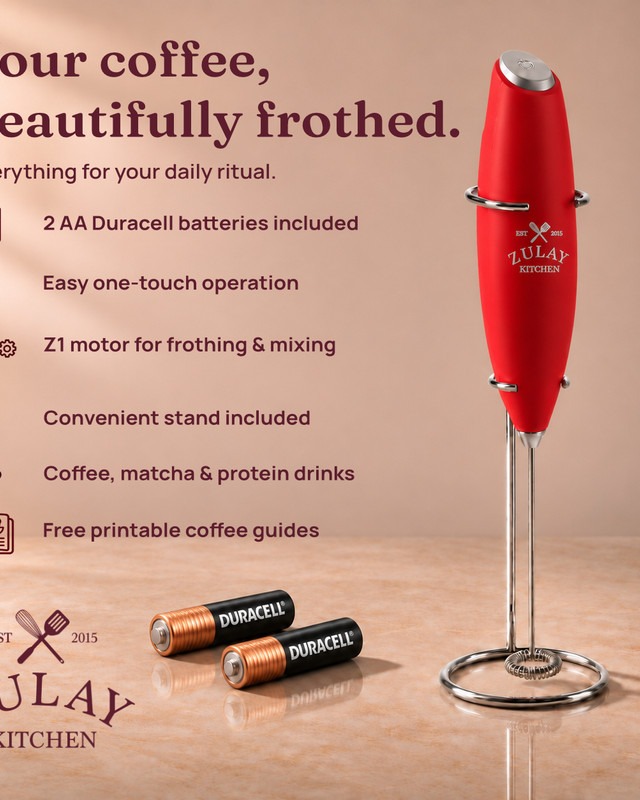 our coffee,
eautifully frothed.
erything for your daily ritual.
2 AA Duracell batteries included
Easy one-touch operation
Z1 motor for frothing & mixing
Convenient stand included
Coffee, matcha & protein drinks
Free printable coffee guides
EST 2015
ZULAY
KITCHEN
DURACELL
DURACELL
ST 2015
ULAY
KITCHEN